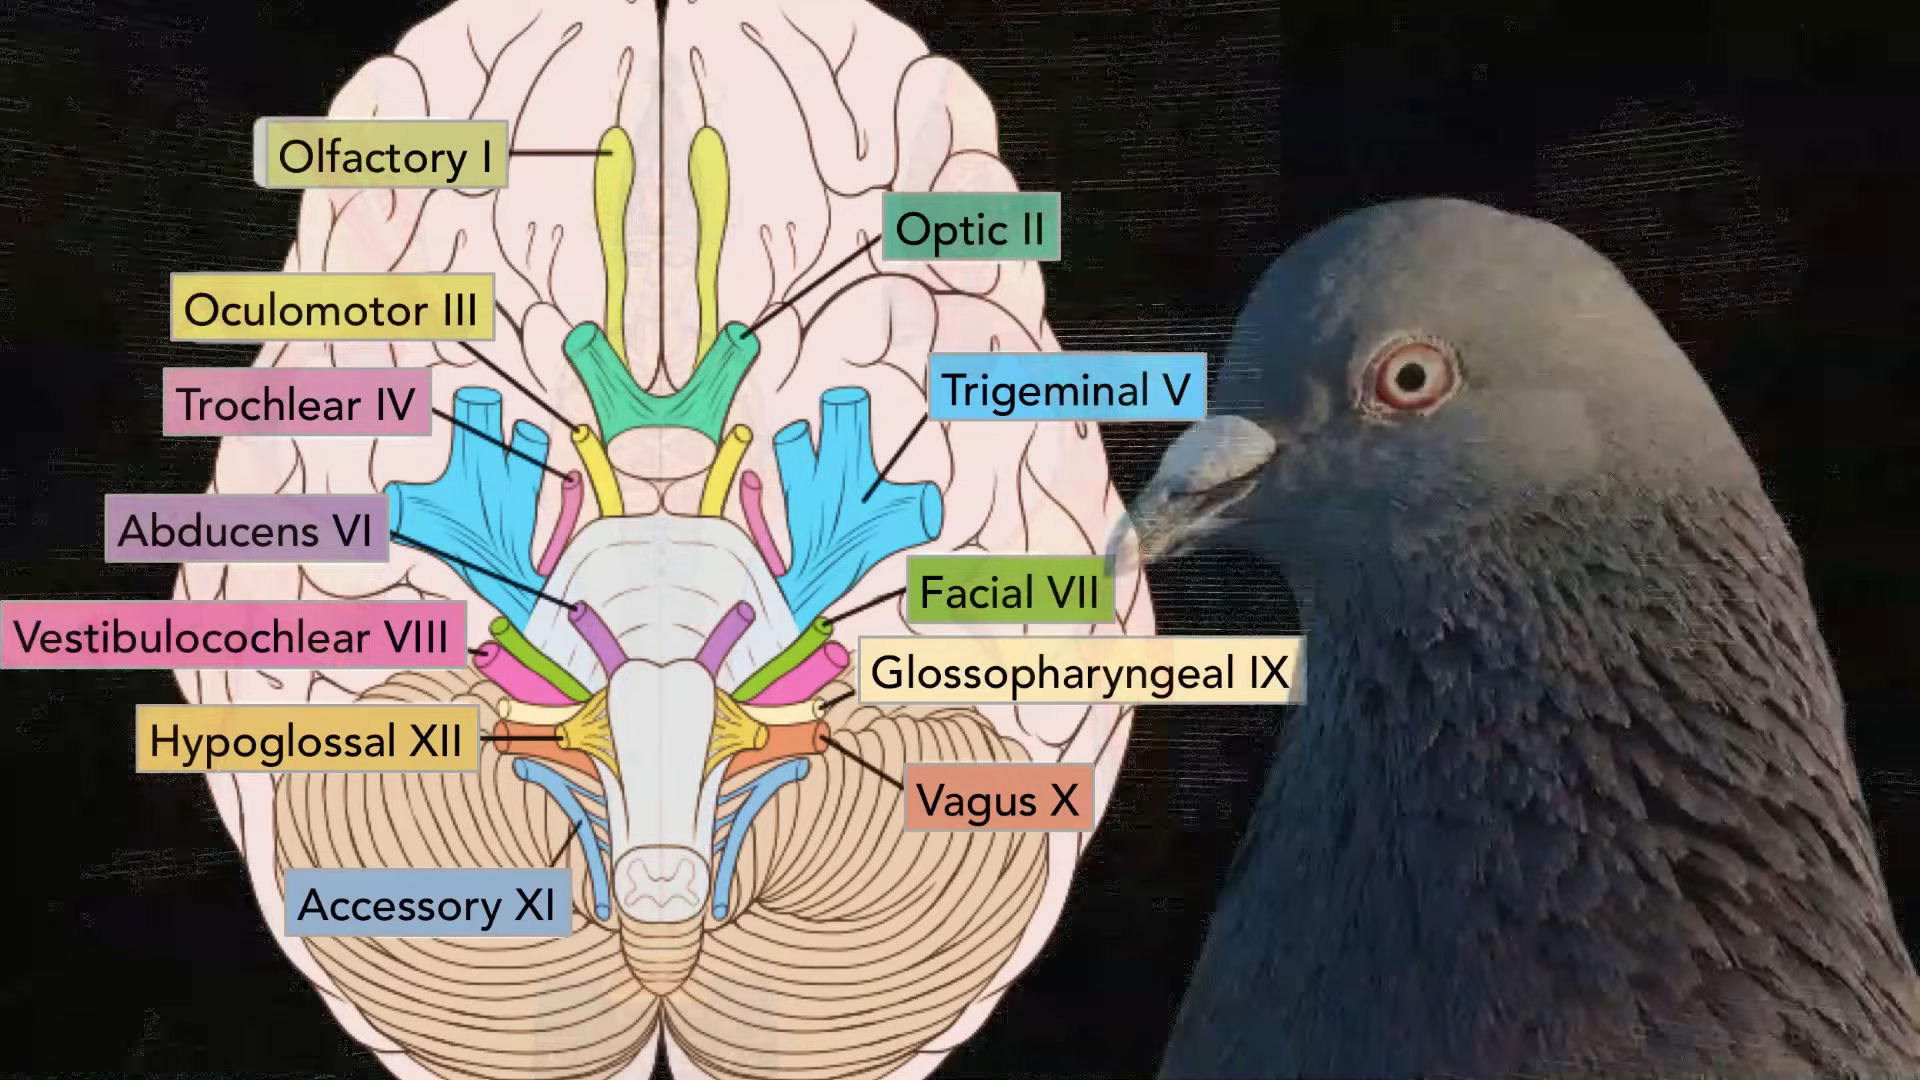 Olfactory I
Optic II
Oculomotor III
Trochlear IV
Trigeminal V
Abducens VI
Facial VII
Vestibulocochlear VIII
Glossopharyngeal IX
Hypoglossal XII
Vagus X
Accessory XI